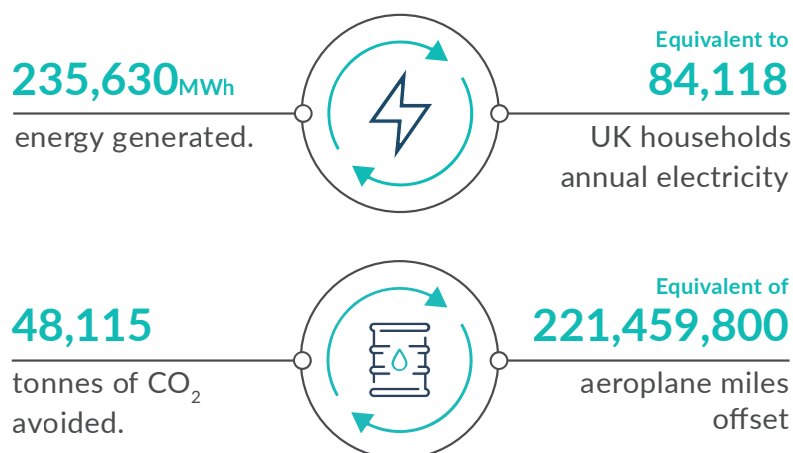 235,630MWh
energy generated.
Equivalent to
84,118
UK households
annual electricity
48,115
tonnes of CO2
avoided.
Equivalent of
221,459,800
aeroplane miles
offset